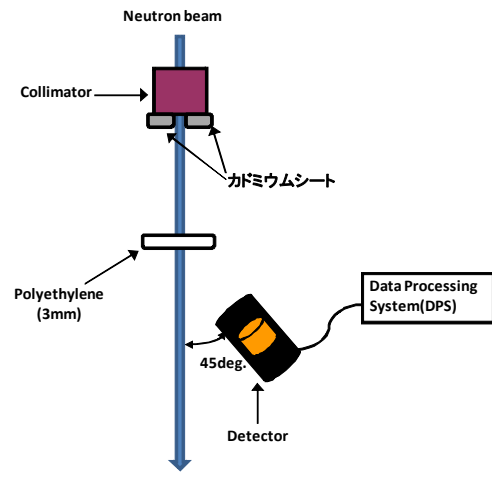 Neutron beam
Collimator
カドミウムシート
Polyethylene
(3mm)
Data Processing
System(DPS)
45deg.
Detector